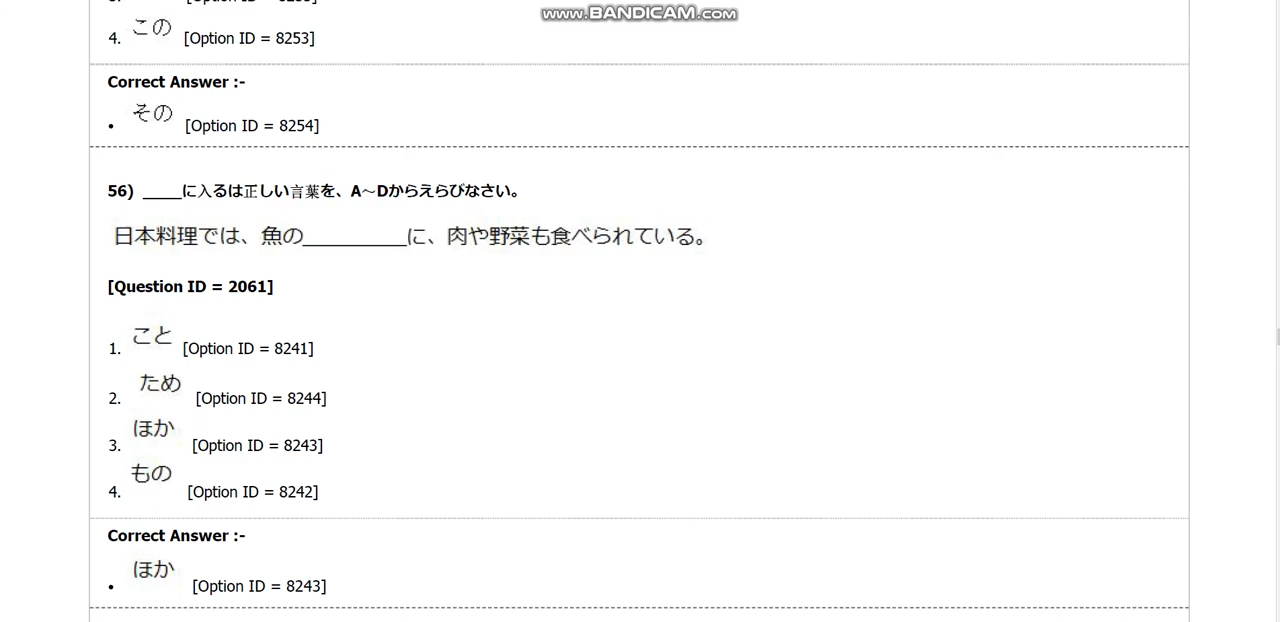 www.BANDICAM.com
4. この [Option ID = 8253]
Correct Answer :-
• その [Option ID = 8254]
56) _____に入るは正しい言葉を、A～Dからえらびなさい。
日本料理では、魚の__________に、肉や野菜も食べられている。
[Question ID = 2061]
1. こと [Option ID = 8241]
2. ため [Option ID = 8244]
3. ほか [Option ID = 8243]
4. もの [Option ID = 8242]
Correct Answer :-
• ほか [Option ID = 8243]